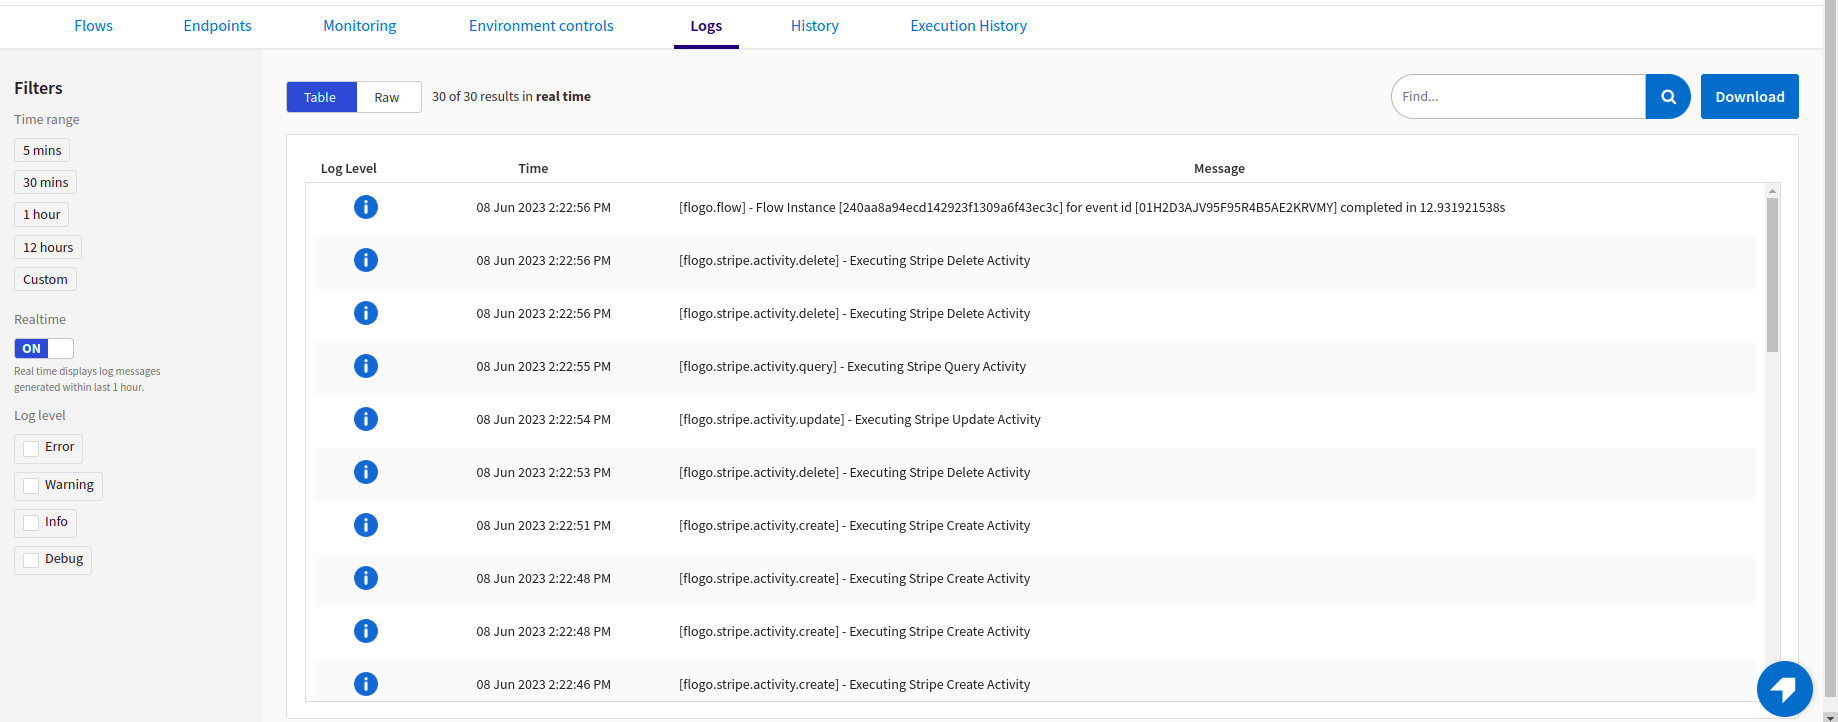 Flows Endpoints Monitoring Environment controls Logs History Execution History
Filters
Time range
5 mins
30 mins
1 hour
12 hours
Custom
Realtime
ON
Real time displays log messages
generated within last 1 hour.
Log level
Error
Warning
Info
Debug
Table Raw 30 of 30 results in real time Find... Download
Log Level Time Message
08 Jun 2023 2:22:56 PM [flogo.flow] - Flow Instance [240aa8a94ecd142923f1309a6f43ec3c] for event id [01H2D3AJV95F95R4B5AE2KRVMY] completed in 12.931921538s
08 Jun 2023 2:22:56 PM [flogo.stripe.activity.delete] - Executing Stripe Delete Activity
08 Jun 2023 2:22:56 PM [flogo.stripe.activity.delete] - Executing Stripe Delete Activity
08 Jun 2023 2:22:55 PM [flogo.stripe.activity.query] - Executing Stripe Query Activity
08 Jun 2023 2:22:54 PM [flogo.stripe.activity.update] - Executing Stripe Update Activity
08 Jun 2023 2:22:53 PM [flogo.stripe.activity.delete] - Executing Stripe Delete Activity
08 Jun 2023 2:22:51 PM [flogo.stripe.activity.create] - Executing Stripe Create Activity
08 Jun 2023 2:22:48 PM [flogo.stripe.activity.create] - Executing Stripe Create Activity
08 Jun 2023 2:22:48 PM [flogo.stripe.activity.create] - Executing Stripe Create Activity
08 Jun 2023 2:22:46 PM [flogo.stripe.activity.create] - Executing Stripe Create Activity